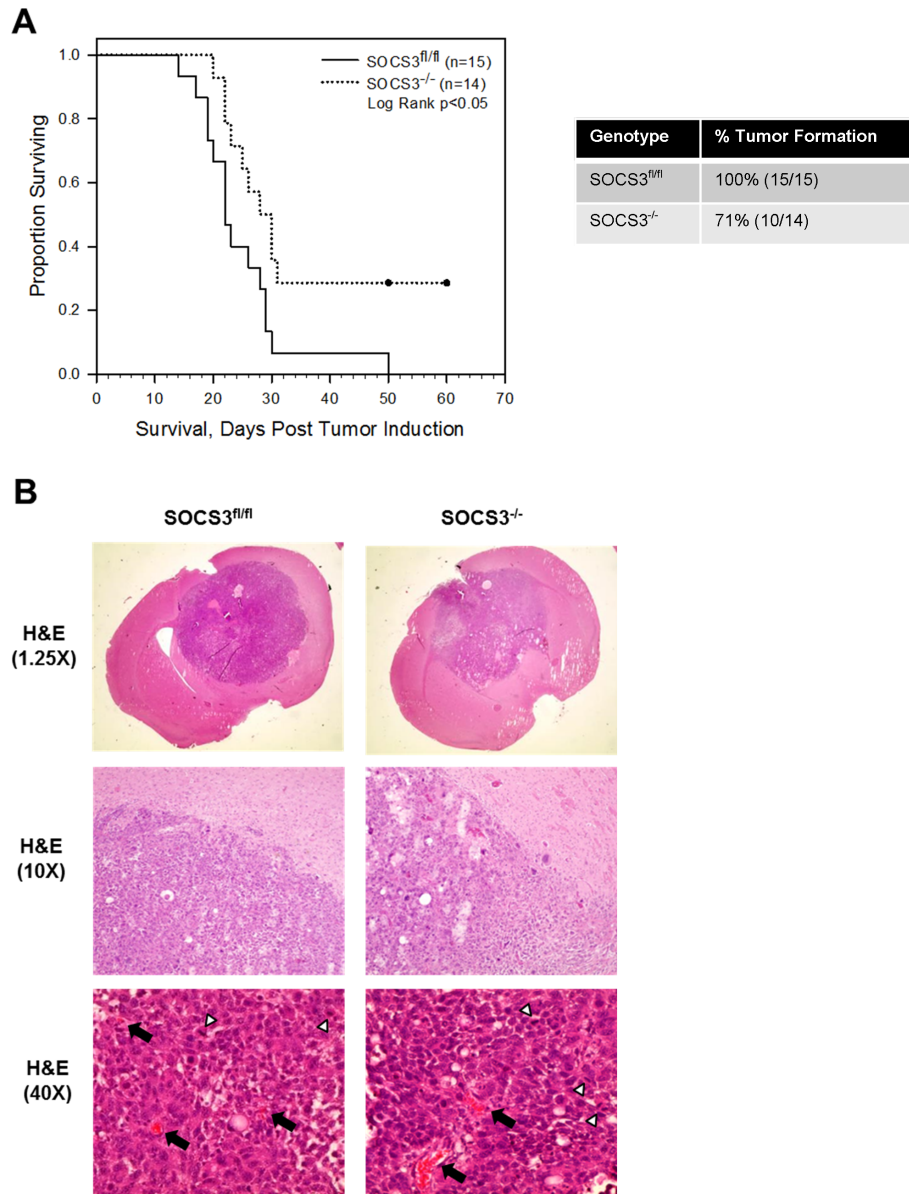 A
SOCS3fl/fl (n=15)
SOCS3-/- (n=14)
Log Rank p<0.05
Proportion Surviving
1.0
0.8
0.6
0.4
0.2
0.0
0 10 20 30 40 50 60 70
Survival, Days Post Tumor Induction
Genotype % Tumor Formation
SOCS3fl/fl 100% (15/15)
SOCS3-/- 71% (10/14)
B
SOCS3fl/fl SOCS3-/-
H&E
(1.25X)
H&E
(10X)
H&E
(40X)